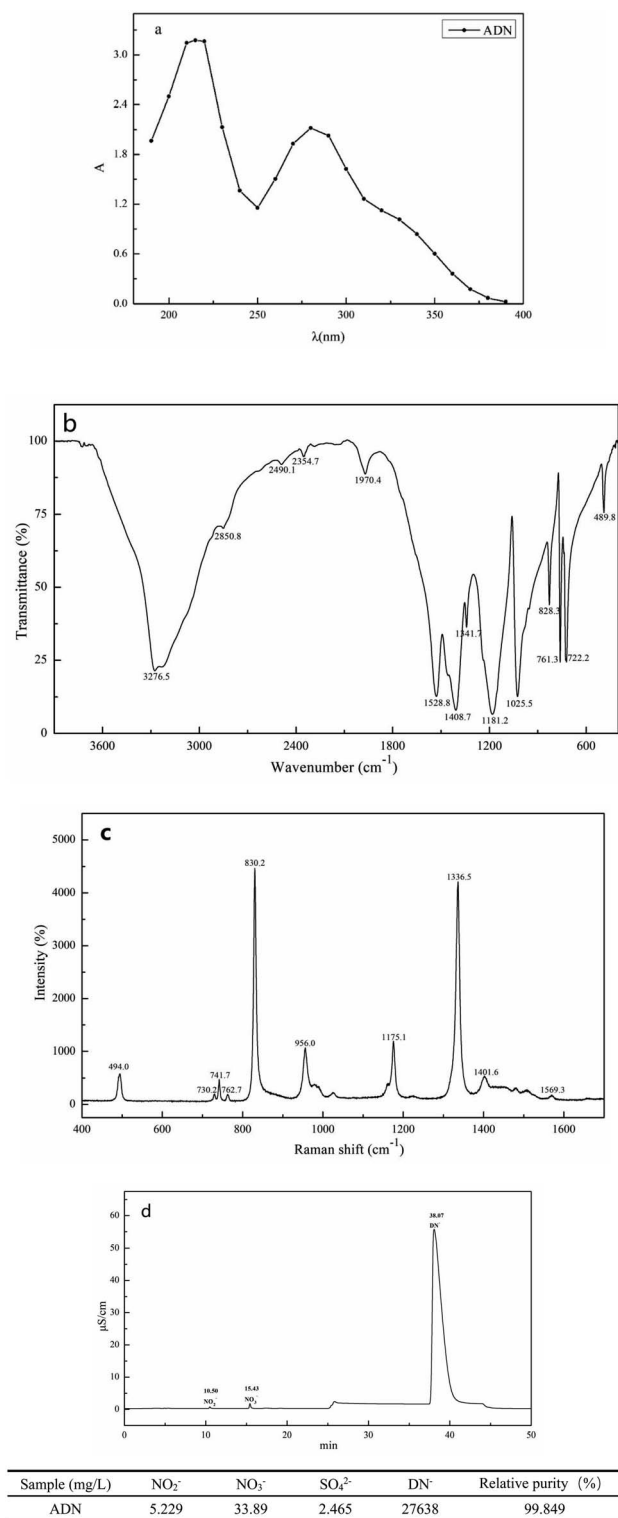 a
ADN
3.0
2.4
1.8
1.2
0.6
0.0
A
200 250 300 350 400
λ(nm)
b
100
75
50
25
0
Transmittance (%)
3276.5
2850.8
2490.1
2354.7
1970.4
1528.8
1408.7
1341.7
1181.2
1025.5
828.3
761.3
722.2
489.8
3600 3000 2400 1800 1200 600
Wavenumber (cm⁻¹)
c
5000
4000
3000
2000
1000
0
Intensity (%)
494.0
730.2
741.7
762.7
830.2
956.0
1175.1
1336.5
1401.6
1569.3
400 600 800 1000 1200 1400 1600
Raman shift (cm⁻¹)
d
60
50
40
30
20
10
0
μS/cm
10.50
NO₂⁻
15.43
NO₃⁻
38.07
DN⁻
0 10 20 30 40 50
min
Sample (mg/L) NO₂⁻ NO₃⁻ SO₄²⁻ DN⁻ Relative purity（%）
ADN 5.229 33.89 2.465 27638 99.849